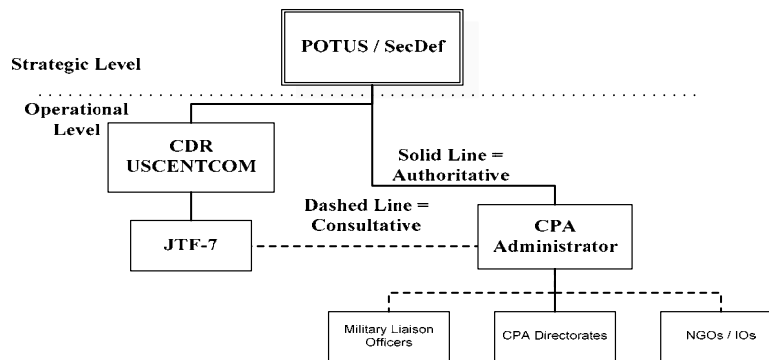 POTUS / SecDef
Strategic Level
Operational
Level
CDR
USCENTCOM
Solid Line =
Authoritative
Dashed Line =
Consultative
JTF-7
CPA
Administrator
Military Liaison
Officers
CPA Directorates
NGOs / IOs